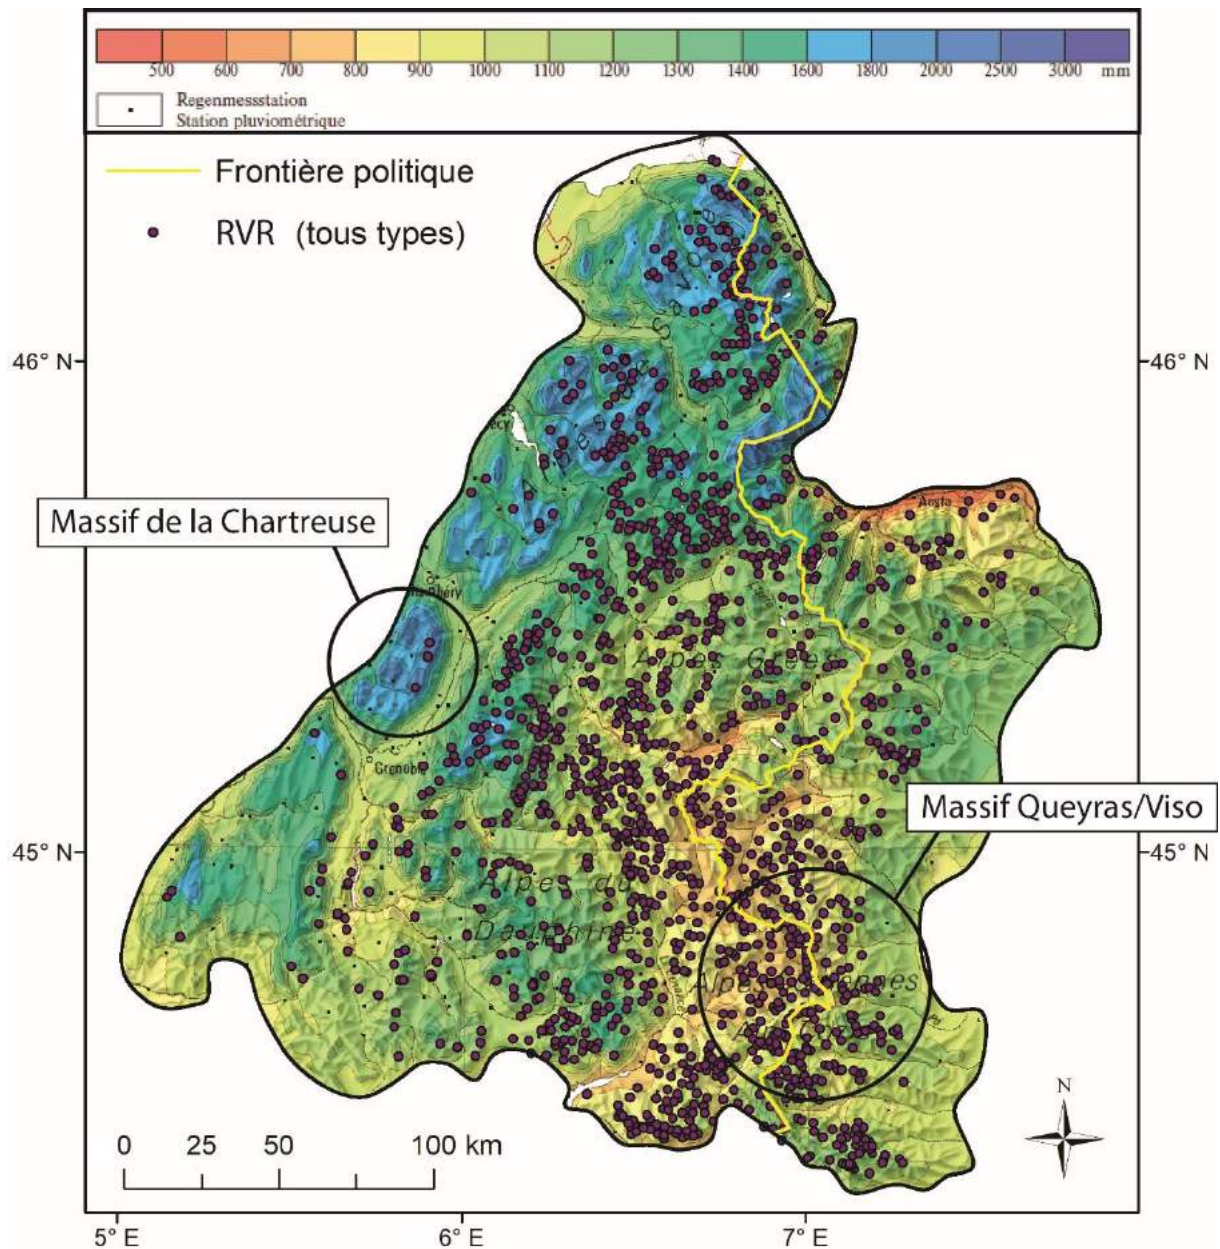 500 600 700 800 900 1000 1100 1200 1300 1400 1600 1800 2000 2500 3000 mm
Regenmessstation
Station pluviométrique
Frontière politique
RVR (tous types)
46° N
46° N
Aosta
Massif de la Chartreuse
Alpes Grées
Grenoble
Massif Queyras/Viso
45° N
45° N
Alpes du
Dauphiné
Pô
N
0 25 50 100 km
5° E 6° E 7° E